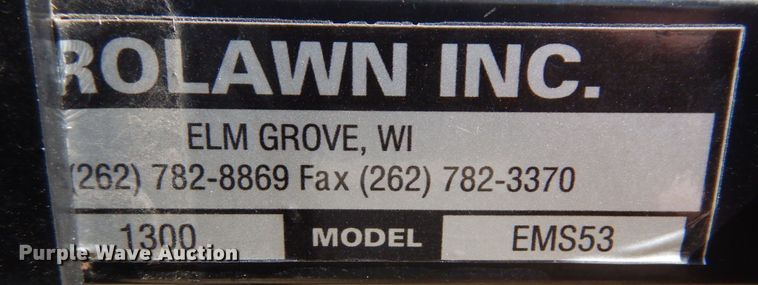 ROLAWN INC.
ELM GROVE, WI
(262) 782-8869 Fax (262) 782-3370
1300 MODEL EMS53
Purple Wave Auction